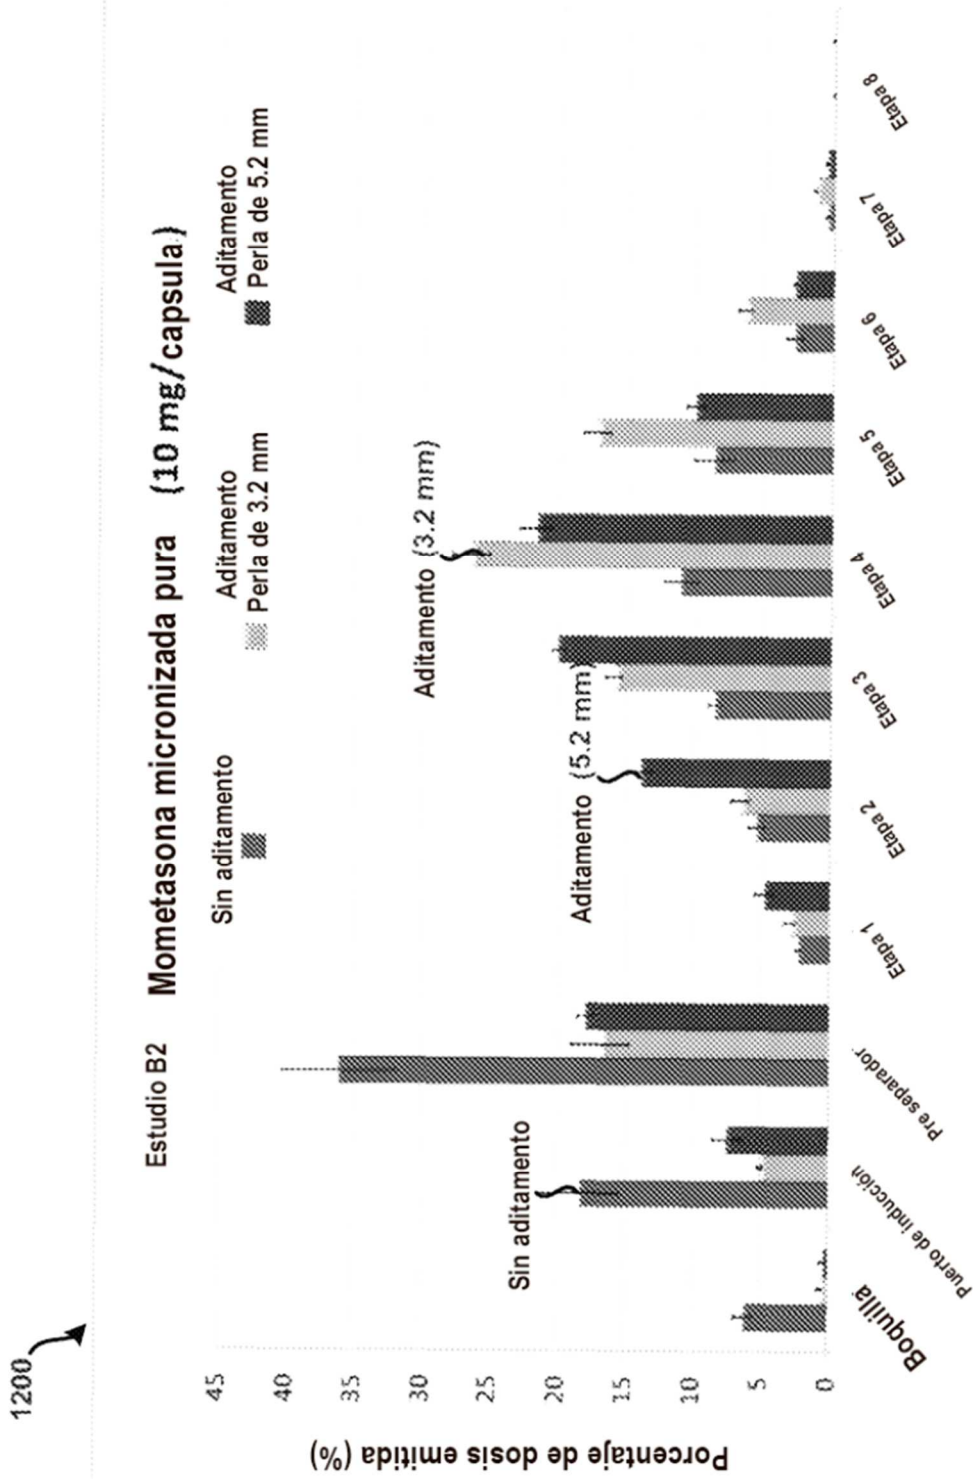 1200
Estudio B2
Mometasona micronizada pura (10 mg/capsula)
Sin aditamento
Aditamento
Perla de 3.2 mm
Aditamento
Perla de 5.2 mm
Porcentaje de dosis emitida (%)
45
40
35
30
25
20
15
10
5
0
Sin aditamento
Aditamento (5.2 mm)
Aditamento (3.2 mm)
Boquilla
Puerto de inducción
Pre separador
Etapa 1
Etapa 2
Etapa 3
Etapa 4
Etapa 5
Etapa 6
Etapa 7
Etapa 8